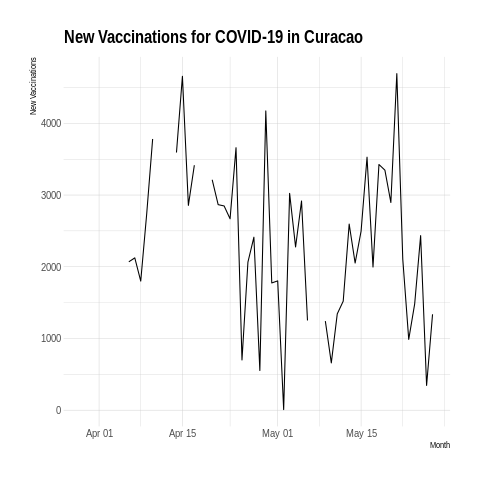 New Vaccinations for COVID-19 in Curacao
New Vaccinations
4000
3000
2000
1000
0
Apr 01
Apr 15
May 01
May 15
Month